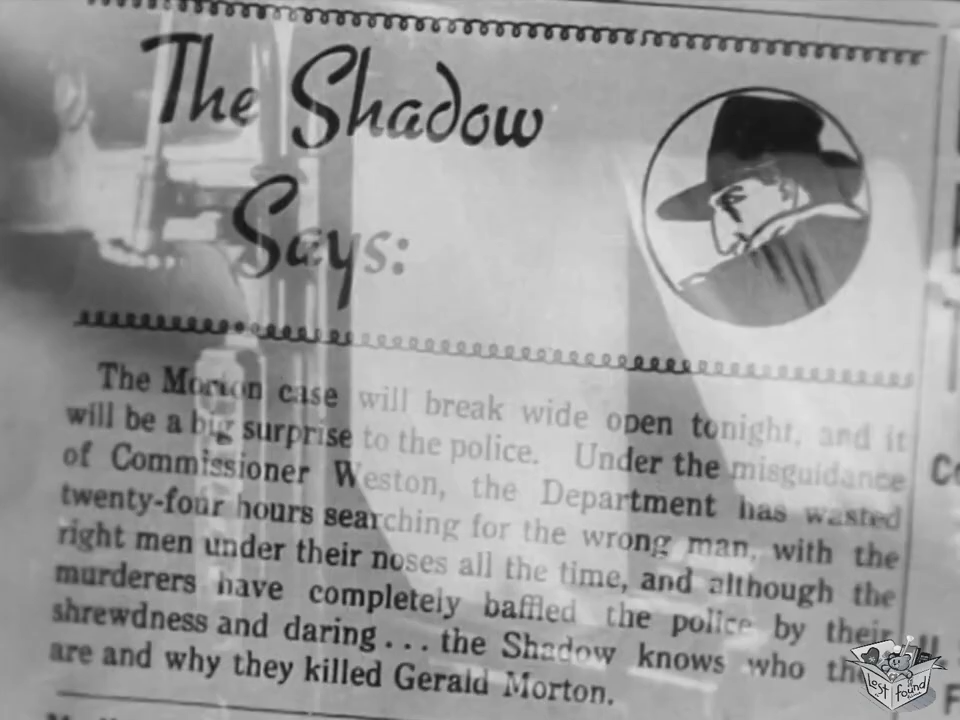 The Shadow
Says:
The Morton case will break wide open tonight, and it
will be a big surprise to the police. Under the misguidance
of Commissioner Weston, the Department has wasted
twenty-four hours searching for the wrong man, with the
right men under their noses all the time, and although the
murderers have completely baffled the police by their
shrewdness and daring... the Shadow knows who
are and why they killed Gerald Morton.
Lost found